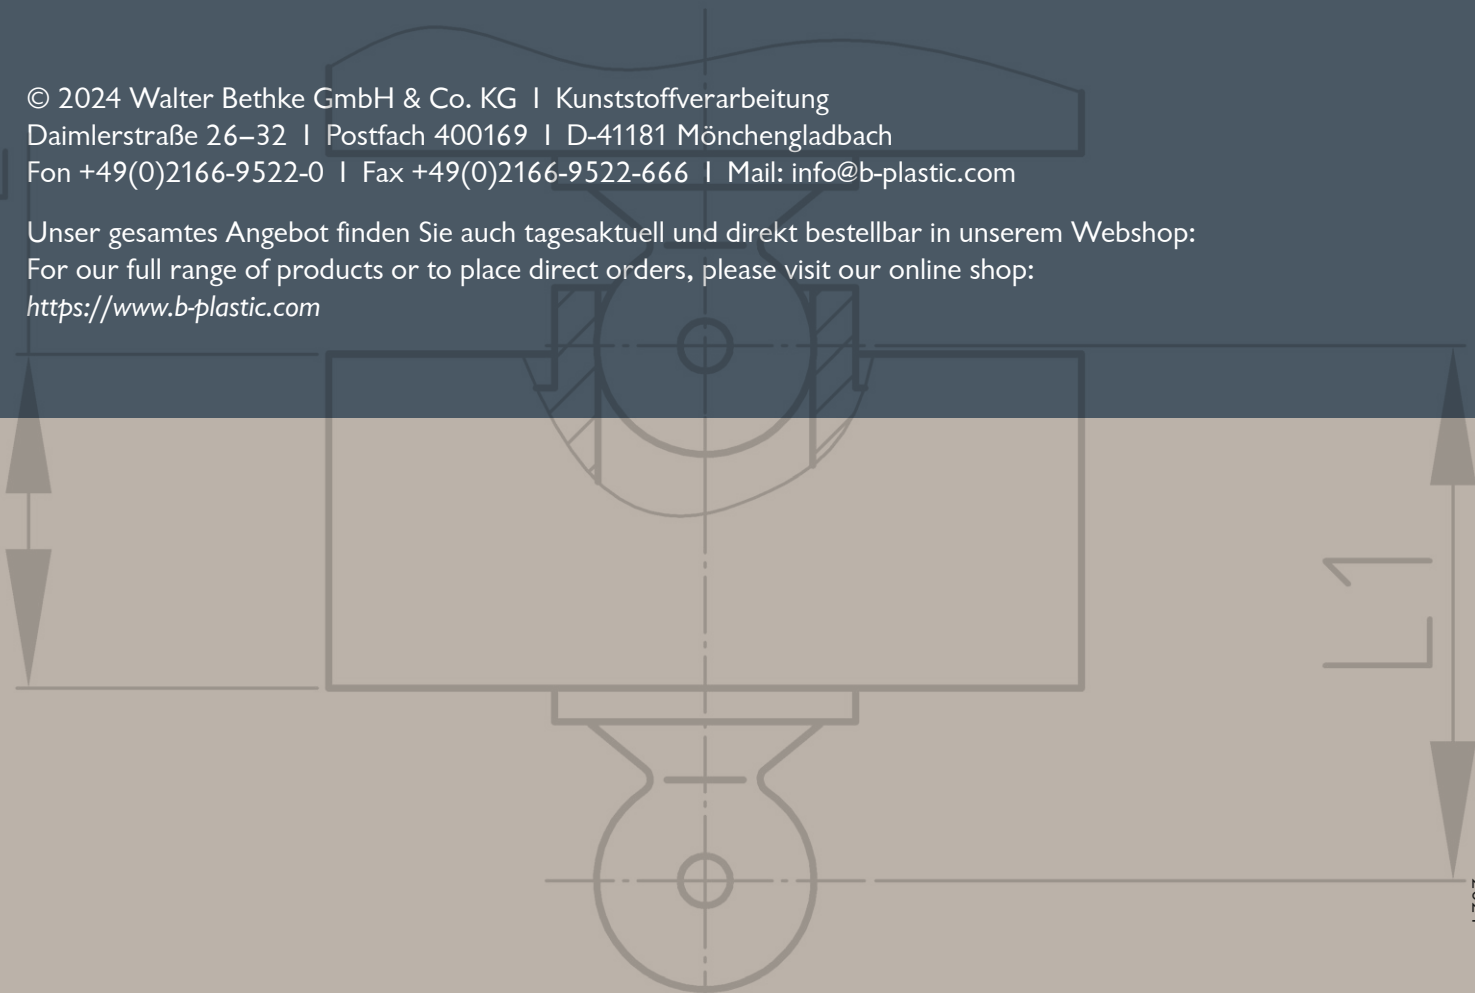 © 2024 Walter Bethke GmbH & Co. KG I Kunststoffverarbeitung
Daimlerstraße 26–32 I Postfach 400169 I D-41181 Mönchengladbach
Fon +49(0)2166-9522-0 I Fax +49(0)2166-9522-666 I Mail: info@b-plastic.com
Unser gesamtes Angebot finden Sie auch tagesaktuell und direkt bestellbar in unserem Webshop:
For our full range of products or to place direct orders, please visit our online shop:
https://www.b-plastic.com
L1